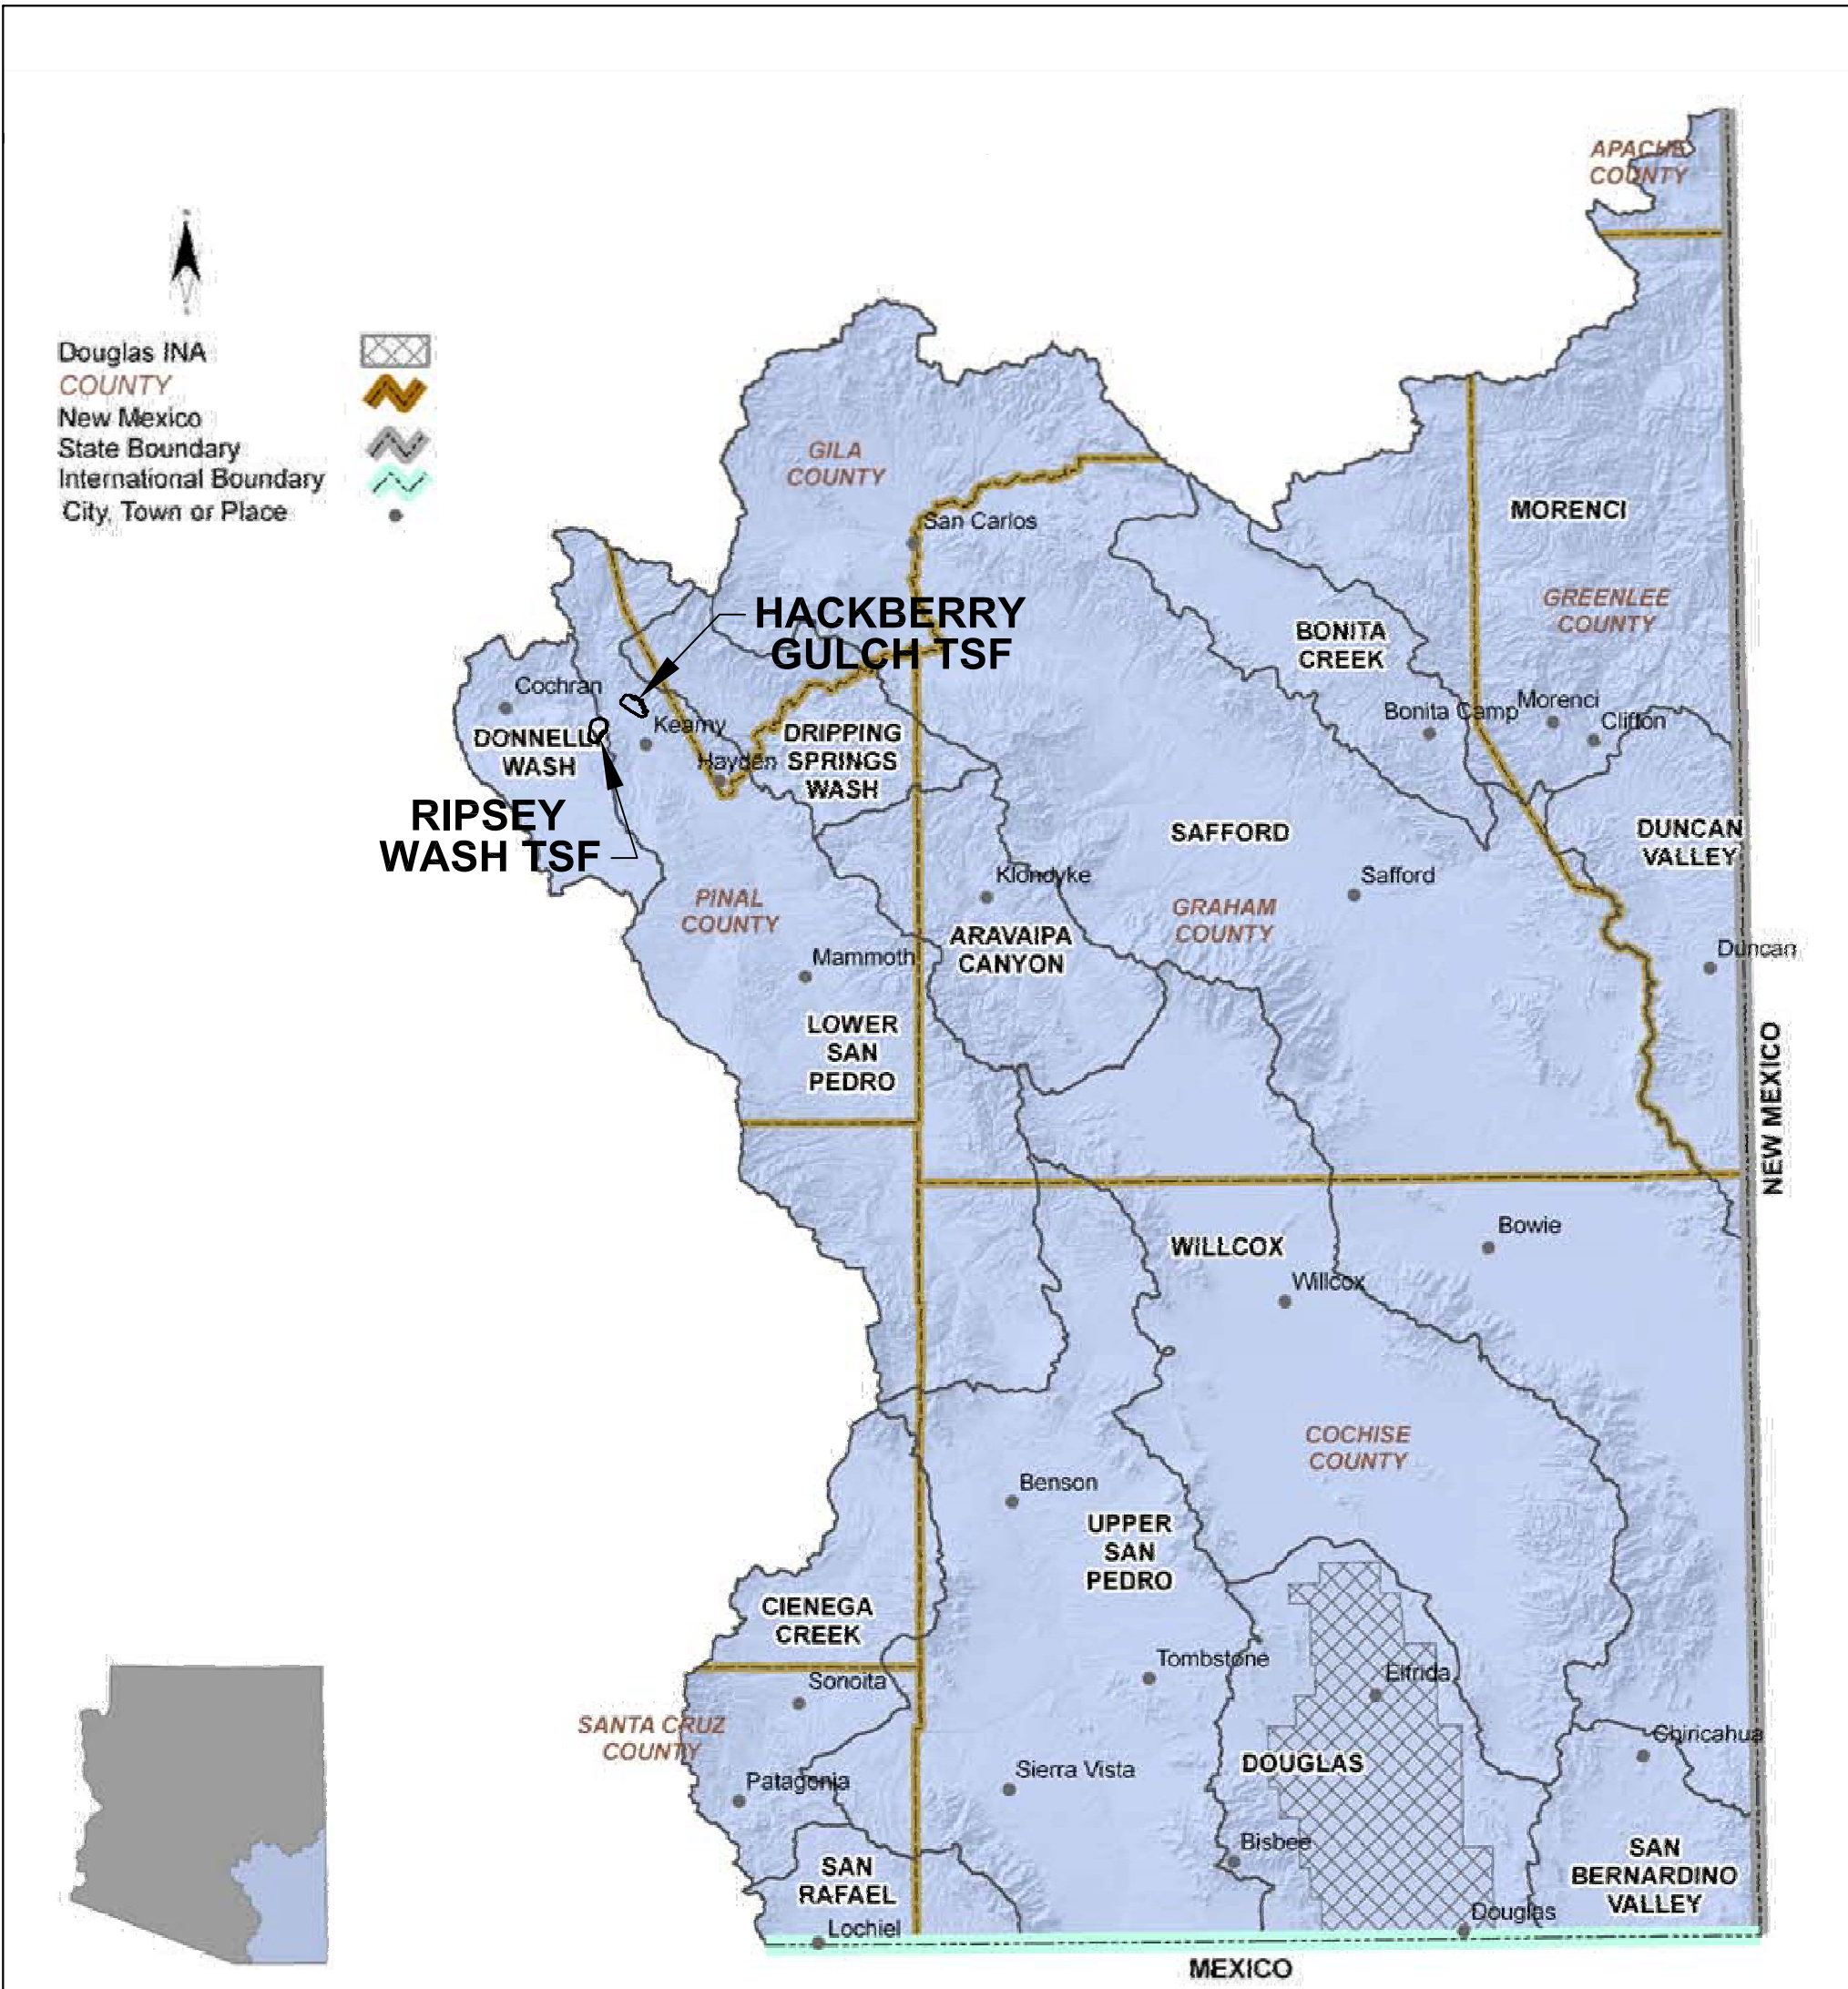 APACHE
COUNTY
Douglas INA
COUNTY
New Mexico
State Boundary
International Boundary
City, Town or Place
GILA
COUNTY
San Carlos
MORENCI
GREENLEE
COUNTY
HACKBERRY
GULCH TSF
BONITA
CREEK
Cochran
Kearny
Bonita Camp
Morenci
Clifton
DONNELLY
WASH
DRIPPING
SPRINGS
WASH
Hayden
RIPSEY
WASH TSF
SAFFORD
DUNCAN
VALLEY
Klondyke
Safford
PINAL
COUNTY
GRAHAM
COUNTY
ARAVAIPA
CANYON
Mammoth
Duncan
LOWER
SAN
PEDRO
NEW MEXICO
Bowie
WILLCOX
Willcox
COCHISE
COUNTY
Benson
UPPER
SAN
PEDRO
CIENEGA
CREEK
Tombstone
Elfrida
Sonoita
SANTA CRUZ
COUNTY
Chiricahua
DOUGLAS
Sierra Vista
Patagonia
Bisbee
SAN
RAFAEL
SAN
BERNARDINO
VALLEY
Douglas
Lochiel
MEXICO